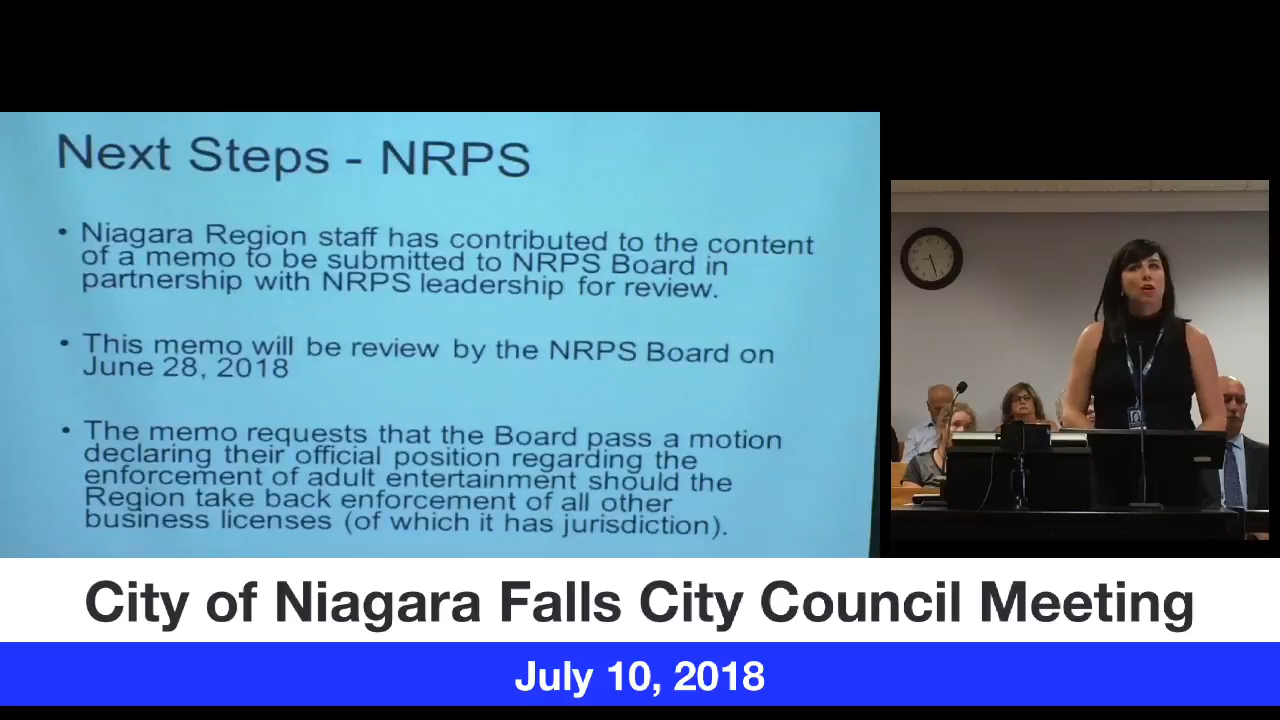 Next Steps - NRPS
• Niagara Region staff has contributed to the content
of a memo to be submitted to NRPS Board in
partnership with NRPS leadership for review.
• This memo will be review by the NRPS Board on
June 28, 2018
• The memo requests that the Board pass a motion
declaring their official position regarding the
enforcement of adult entertainment should the
Region take back enforcement of all other
business licenses (of which it has jurisdiction).
City of Niagara Falls City Council Meeting
July 10, 2018